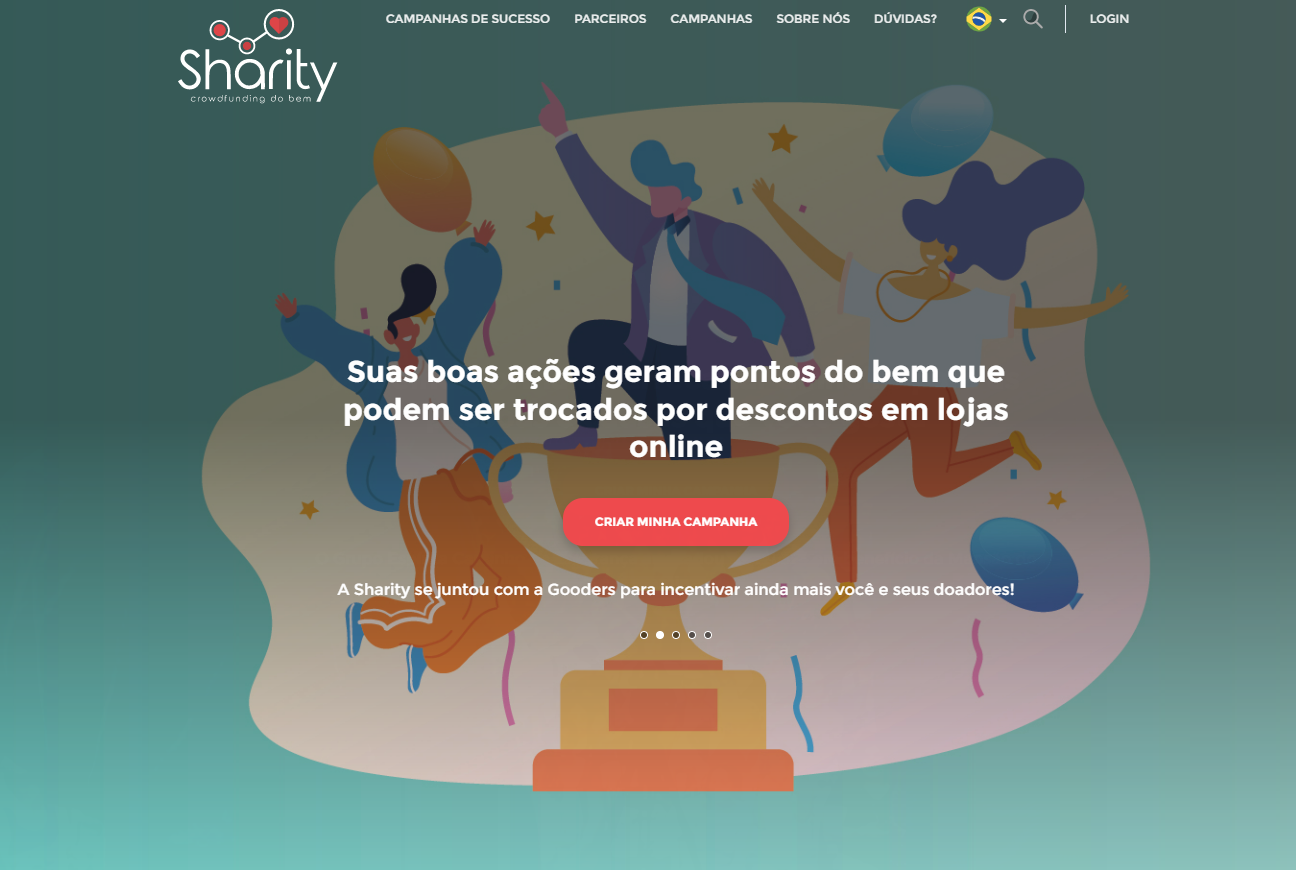 CAMPANHAS DE SUCESSO PARCEIROS CAMPANHAS SOBRE NÓS DÚVIDAS? LOGIN
Sharity
crowdfunding do bem
Suas boas ações geram pontos do bem que
podem ser trocados por descontos em lojas
online
CRIAR MINHA CAMPANHA
A Sharity se juntou com a Gooders para incentivar ainda mais você e seus doadores!